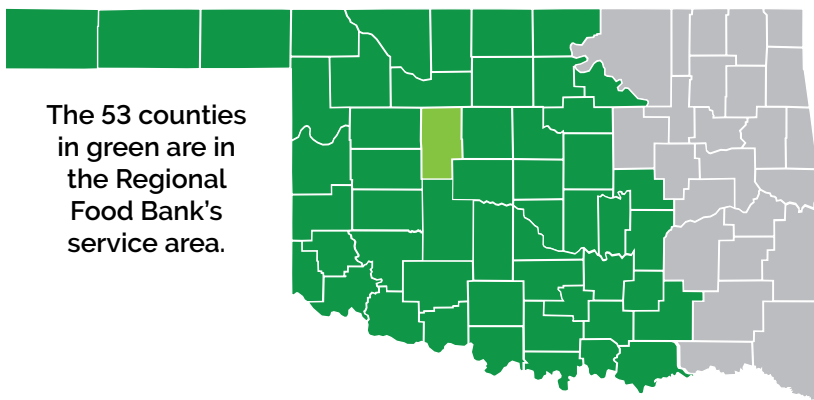 The 53 counties
in green are in
the Regional
Food Bank's
service area.